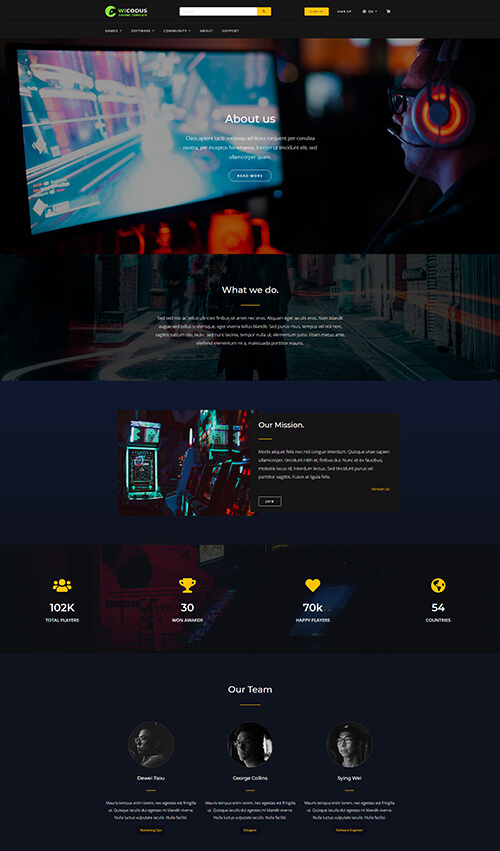 WICODUS
GAMING TEMPLATE
SIGN IN
SIGN UP
EN
GAMES
SOFTWARE
COMMUNITY
ABOUT
SUPPORT
About us
Class aptent taciti sociosqu ad litora torquent per conubia
nostra, per inceptos himenaeos. Integer ut tincidunt elit, sed
ullamcorper quam.
READ MORE
What we do.
Sed sed nisi ac tellus ultricies finibus sit amet nec eros. Aliquam eget iaculis eros. Nam blandit
augue sed tellus scelerisque, eget viverra tellus blandit. Sed purus risus, tempus vel nisl non,
sagittis rutrum nisi. Nunc sed nunc lacinia, tempor nulla ut, elementum justo. Etiam metus ante,
eleifend elementum mi a, malesuada porttitor mauris.
Our Mission.
Morbi aliquet felis nec nisl congue interdum. Quisque vitae sapien
ullamcorper, tincidunt nibh et, finibus dui. Nunc et ex faucibus,
molestie lacus id, interdum lectus. Sed tincidunt purus vel
porttitor sagittis. Fusce at ligula felis.
Aenean ac
JOIN
102K
TOTAL PLAYERS
30
WON AWARDS
70k
HAPPY PLAYERS
54
COUNTRIES
Our Team
Dewei Tsou
Mauris tempus enim lorem, nec egestas est fringilla
ut. Quisque iaculis dui egestas mi blandit viverra.
Nulla luctus vulputate iaculis. Nulla facilisi.
Marketing Ops
George Collins
Mauris tempus enim lorem, nec egestas est fringilla
ut. Quisque iaculis dui egestas mi blandit viverra.
Nulla luctus vulputate iaculis. Nulla facilisi.
Designer
Sying Wei
Mauris tempus enim lorem, nec egestas est fringilla
ut. Quisque iaculis dui egestas mi blandit viverra.
Nulla luctus vulputate iaculis. Nulla facilisi.
Software Engineer